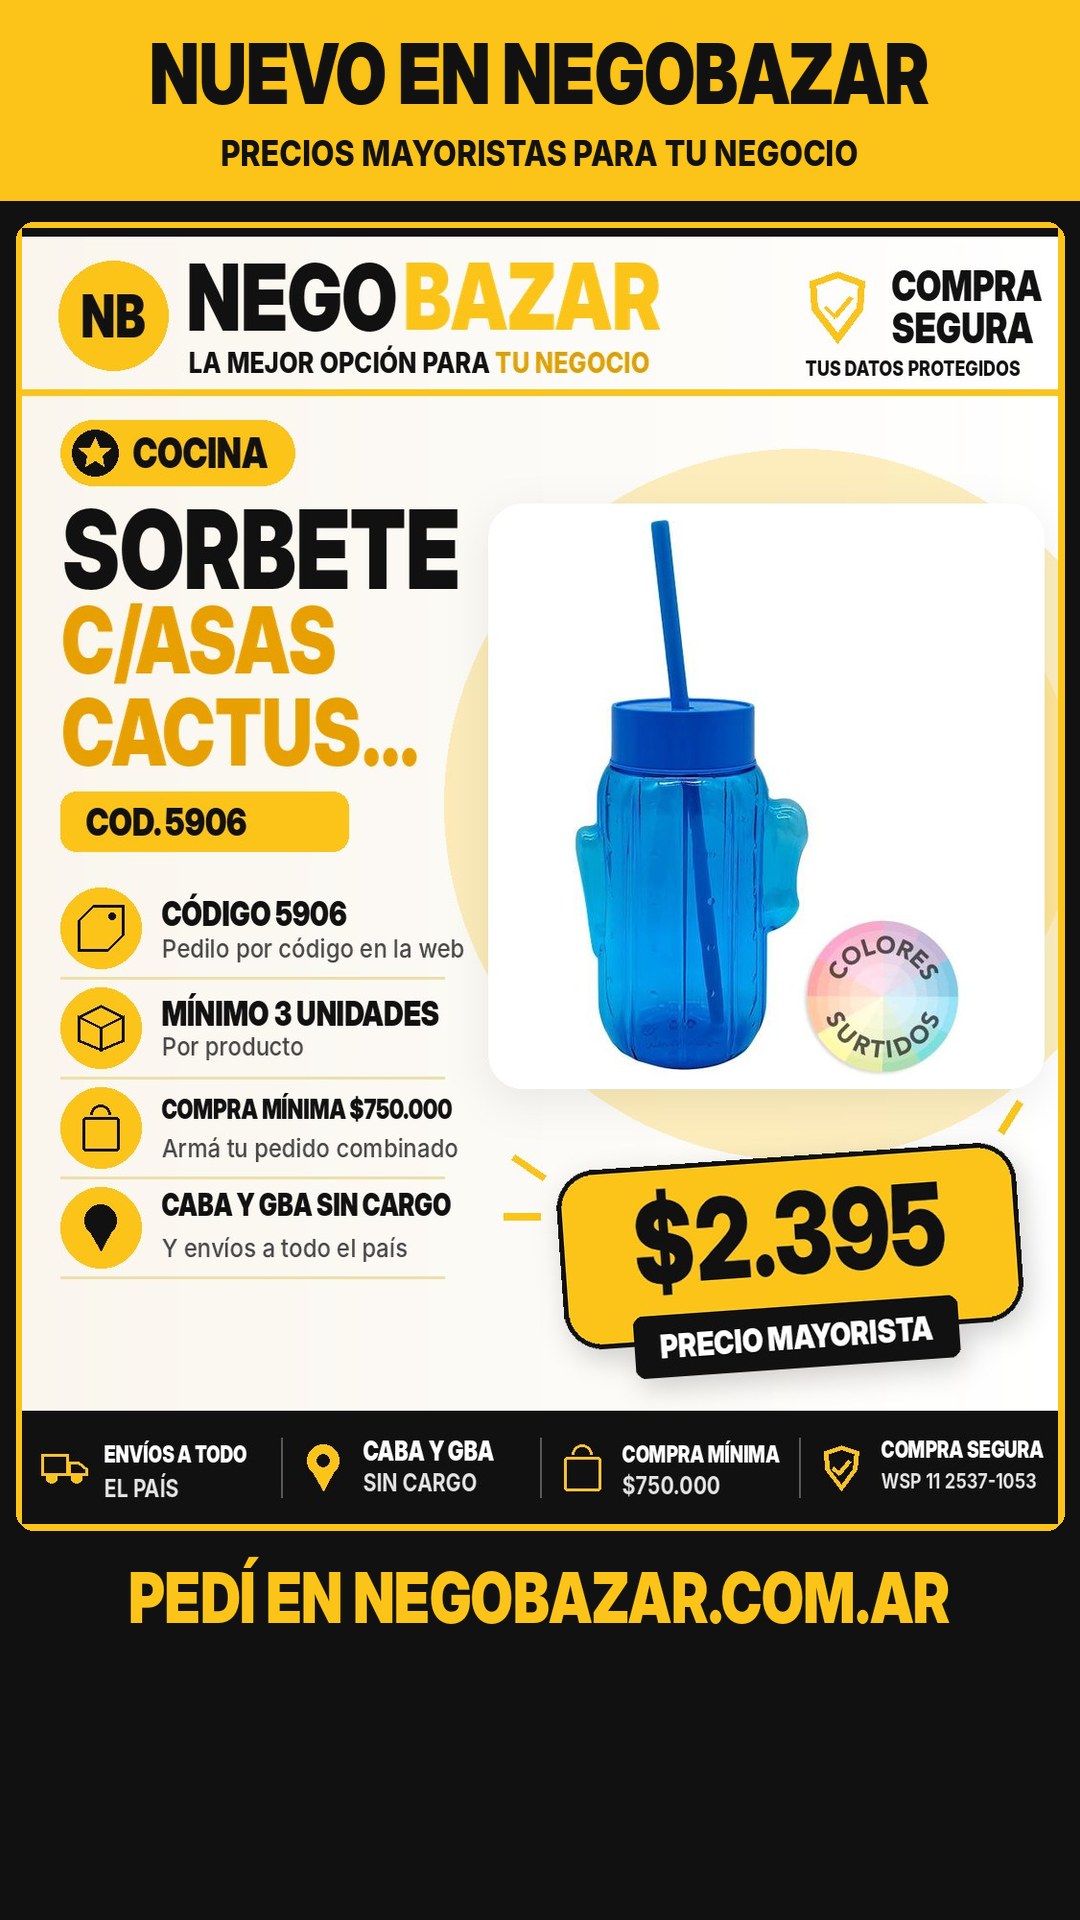 NUEVO EN NEGOBAZAR
PRECIOS MAYORISTAS PARA TU NEGOCIO
NB
NEGOBAZAR
LA MEJOR OPCIÓN PARA TU NEGOCIO
COMPRA
SEGURA
TUS DATOS PROTEGIDOS
COCINA
SORBETE
C/ASAS
CACTUS...
COD. 5906
CÓDIGO 5906
Pedilo por código en la web
MÍNIMO 3 UNIDADES
Por producto
COMPRA MÍNIMA $750.000
Armá tu pedido combinado
CABA Y GBA SIN CARGO
Y envíos a todo el país
COLORES
SURTIDOS
$2.395
PRECIO MAYORISTA
ENVÍOS A TODO
EL PAÍS
CABA Y GBA
SIN CARGO
COMPRA MÍNIMA
$750.000
COMPRA SEGURA
WSP 11 2537-1053
PEDÍ EN NEGOBAZAR.COM.AR